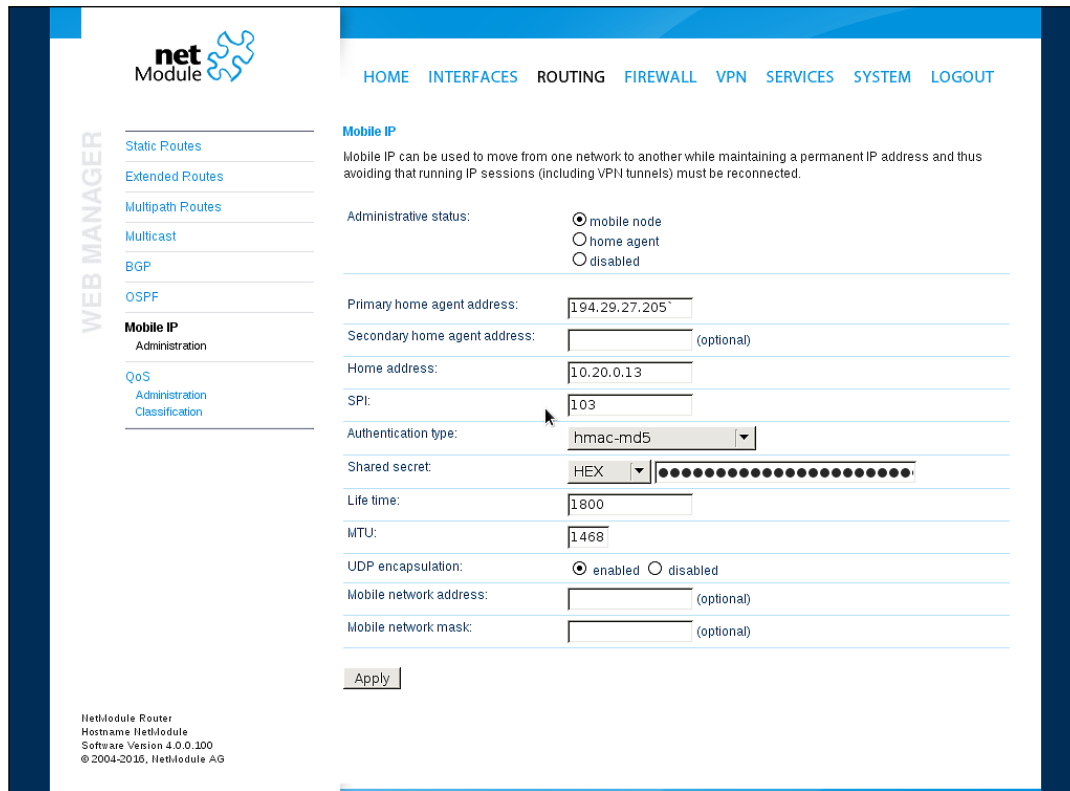 net
Module
HOME INTERFACES ROUTING FIREWALL VPN SERVICES SYSTEM LOGOUT
WEB MANAGER
Static Routes
Extended Routes
Multipath Routes
Multicast
BGP
OSPF
Mobile IP
Administration
QoS
Administration
Classification
Mobile IP
Mobile IP can be used to move from one network to another while maintaining a permanent IP address and thus
avoiding that running IP sessions (including VPN tunnels) must be reconnected.
Administrative status:
mobile node
home agent
disabled
Primary home agent address: 194.29.27.205`
Secondary home agent address: (optional)
Home address: 10.20.0.13
SPI: 103
Authentication type: hmac-md5
Shared secret: HEX
Life time: 1800
MTU: 1468
UDP encapsulation: enabled disabled
Mobile network address: (optional)
Mobile network mask: (optional)
Apply
NetModule Router
Hostname NetModule
Software Version 4.0.0.100
© 2004-2016, NetModule AG